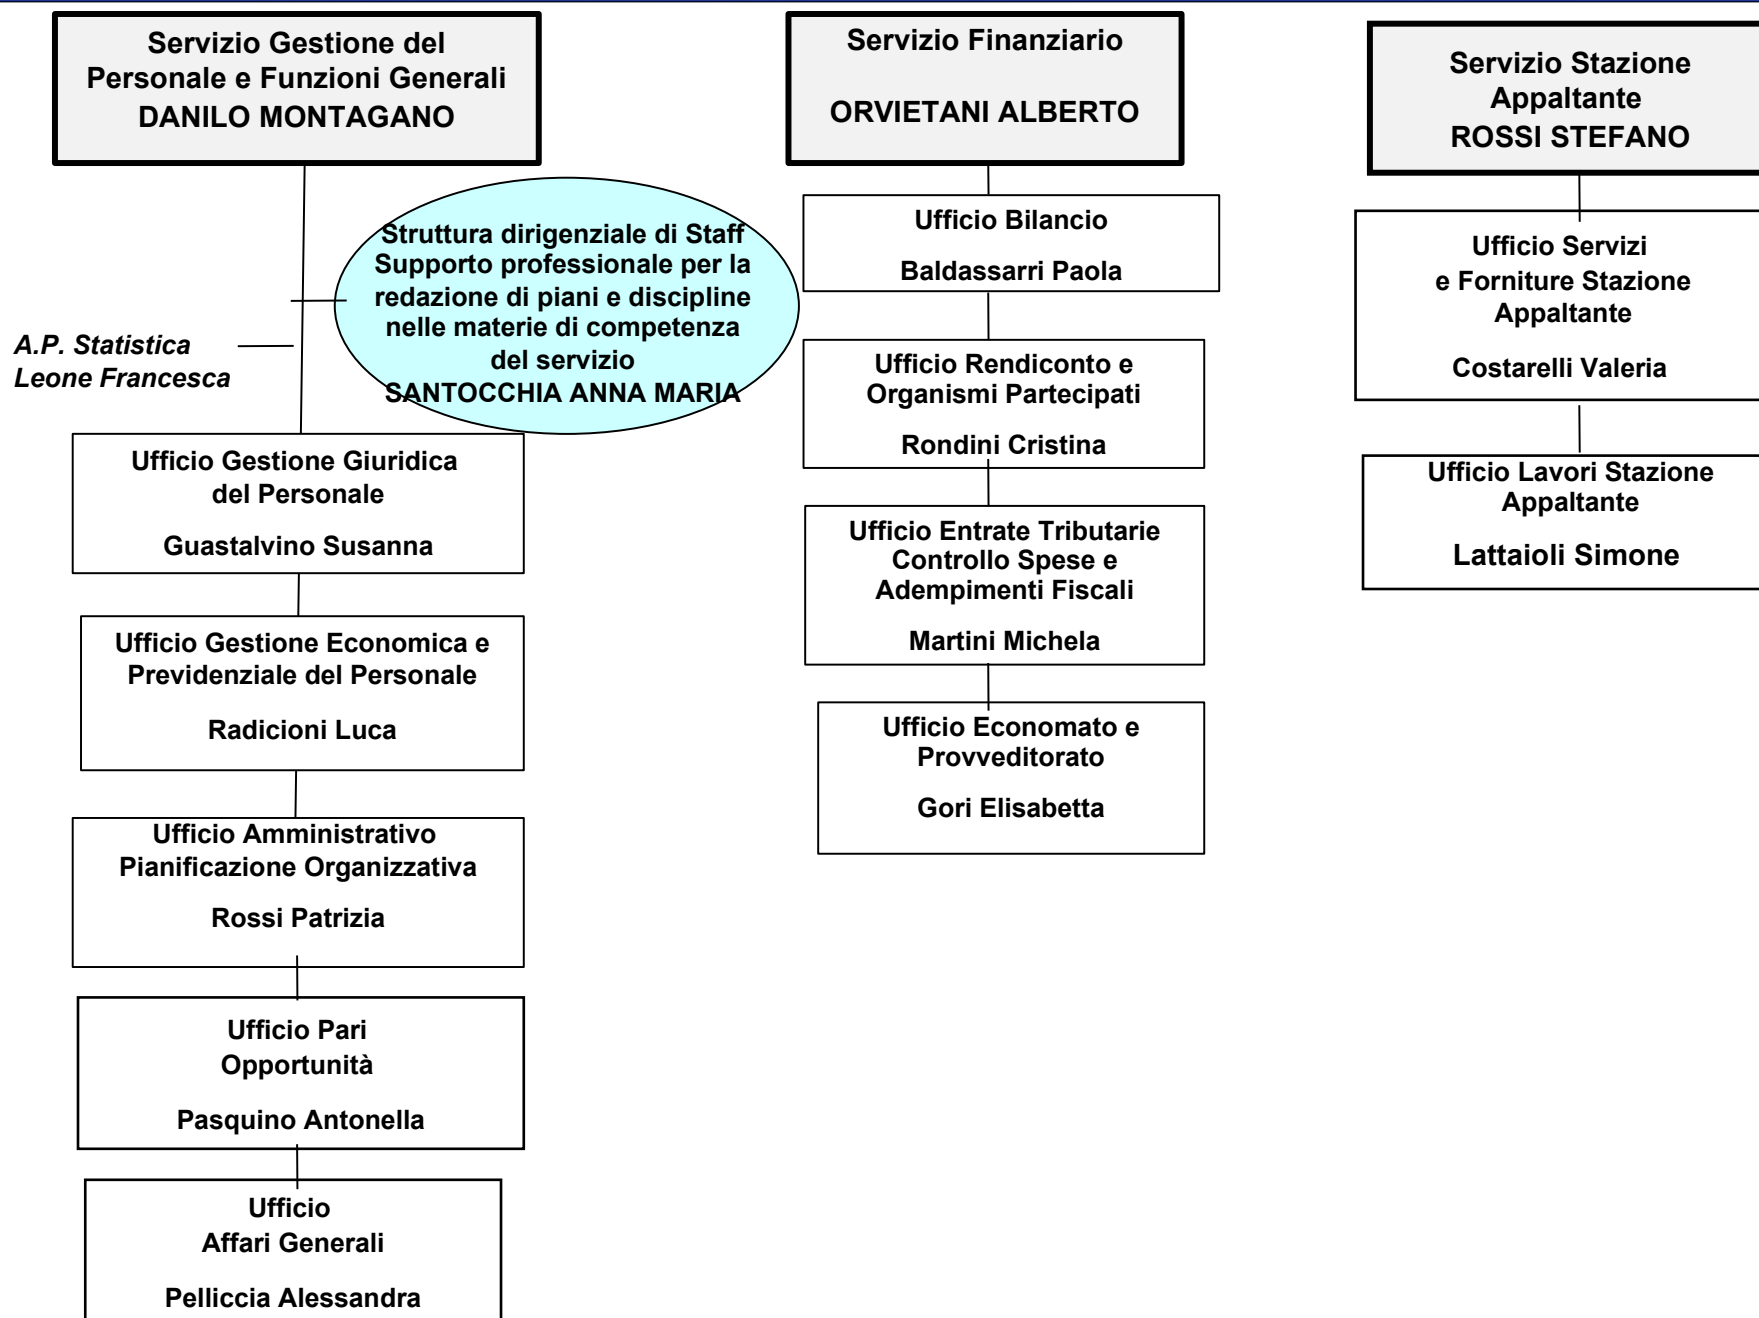 Servizio Gestione del
Personale e Funzioni Generali
DANILO MONTAGANO
Struttura dirigenziale di Staff
Supporto professionale per la
redazione di piani e discipline
nelle materie di competenza
del servizio
SANTOCCHIA ANNA MARIA
A.P. Statistica
Leone Francesca
Ufficio Gestione Giuridica
del Personale
Guastalvino Susanna
Ufficio Gestione Economica e
Previdenziale del Personale
Radicioni Luca
Ufficio Amministrativo
Pianificazione Organizzativa
Rossi Patrizia
Ufficio Pari
Opportunità
Pasquino Antonella
Ufficio
Affari Generali
Pelliccia Alessandra
Servizio Finanziario
ORVIETANI ALBERTO
Ufficio Bilancio
Baldassarri Paola
Ufficio Rendiconto e
Organismi Partecipati
Rondini Cristina
Ufficio Entrate Tributarie
Controllo Spese e
Adempimenti Fiscali
Martini Michela
Ufficio Economato e
Provveditorato
Gori Elisabetta
Servizio Stazione
Appaltante
ROSSI STEFANO
Ufficio Servizi
e Forniture Stazione
Appaltante
Costarelli Valeria
Ufficio Lavori Stazione
Appaltante
Lattaioli Simone